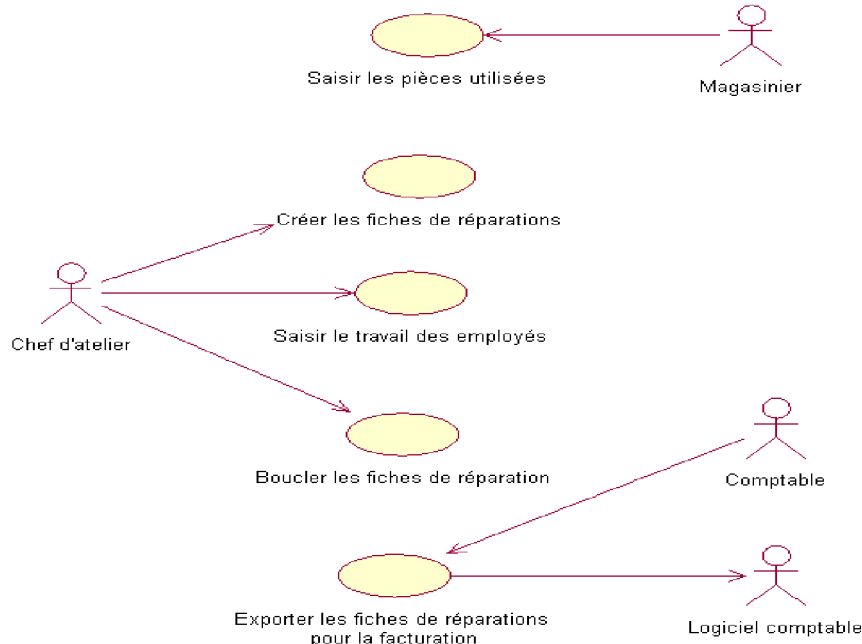 Saisir les pièces utilisées
Magasinier
Créer les fiches de réparations
Chef d'atelier
Saisir le travail des employés
Boucler les fiches de réparation
Comptable
Exporter les fiches de réparations
pour la facturation
Logiciel comptable